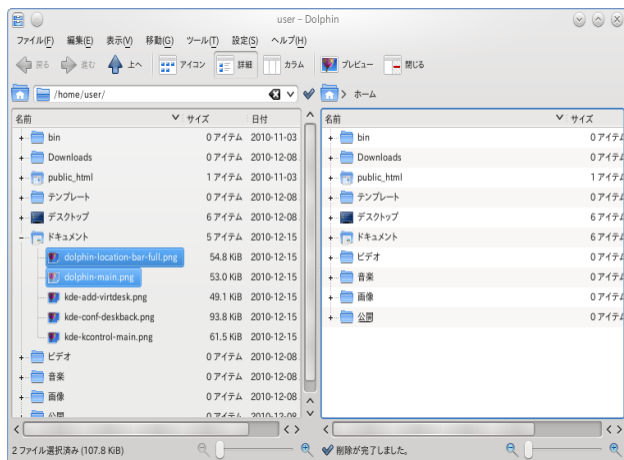 user – Dolphin
ファイル(F) 編集(E) 表示(V) 移動(G) ツール(T) 設定(S) ヘルプ(H)
戻る 進む 上へ アイコン 詳細 カラム プレビュー 閉じる
/home/user/
ホーム
名前 サイズ 日付
bin 0 アイテム 2010-11-03
Downloads 0 アイテム 2010-12-08
public_html 1 アイテム 2010-11-03
テンプレート 0 アイテム 2010-12-08
デスクトップ 6 アイテム 2010-12-08
ドキュメント 5 アイテム 2010-12-15
dolphin-location-bar-full.png 54.8 KiB 2010-12-15
dolphin-main.png 53.0 KiB 2010-12-15
kde-add-virtdesk.png 49.1 KiB 2010-12-15
kde-conf-deskback.png 93.8 KiB 2010-12-15
kde-kcontrol-main.png 61.5 KiB 2010-12-15
ビデオ 0 アイテム 2010-12-08
音楽 0 アイテム 2010-12-08
画像 0 アイテム 2010-12-08
公開 0 アイテム 2010-12-08
2 ファイル選択済み (107.8 KiB)
名前 サイズ
bin 0 アイテム
Downloads 0 アイテム
public_html 1 アイテム
テンプレート 0 アイテム
デスクトップ 6 アイテム
ドキュメント 6 アイテム
ビデオ 0 アイテム
音楽 0 アイテム
画像 0 アイテム
公開 0 アイテム
削除が完了しました。